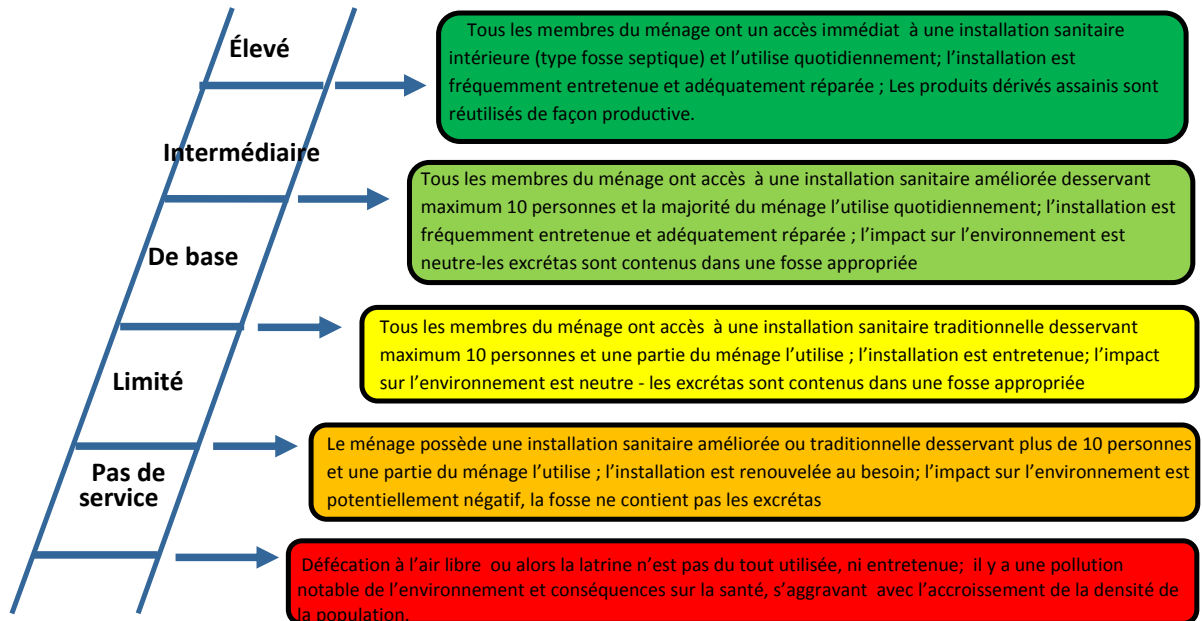 Élevé
Tous les membres du ménage ont un accès immédiat à une installation sanitaire
intérieure (type fosse septique) et l’utilise quotidiennement; l’installation est
fréquemment entretenue et adéquatement réparée ; Les produits dérivés assainis sont
réutilisés de façon productive.
Intermédiaire
Tous les membres du ménage ont accès à une installation sanitaire améliorée desservant
maximum 10 personnes et la majorité du ménage l’utilise quotidiennement; l’installation est
fréquemment entretenue et adéquatement réparée ; l’impact sur l’environnement est
neutre-les excrétas sont contenus dans une fosse appropriée
De base
Tous les membres du ménage ont accès à une installation sanitaire traditionnelle desservant
maximum 10 personnes et une partie du ménage l’utilise ; l’installation est entretenue; l’impact
sur l’environnement est neutre - les excrétas sont contenus dans une fosse appropriée
Limité
Le ménage possède une installation sanitaire améliorée ou traditionnelle desservant plus de 10 personnes
et une partie du ménage l’utilise ; l’installation est renouvelée au besoin; l’impact sur l’environnement est
potentiellement négatif, la fosse ne contient pas les excrétas
Pas de
service
Défécation à l’air libre ou alors la latrine n’est pas du tout utilisée, ni entretenue; il y a une pollution
notable de l’environnement et conséquences sur la santé, s’aggravant avec l’accroissement de la densité de
la population.